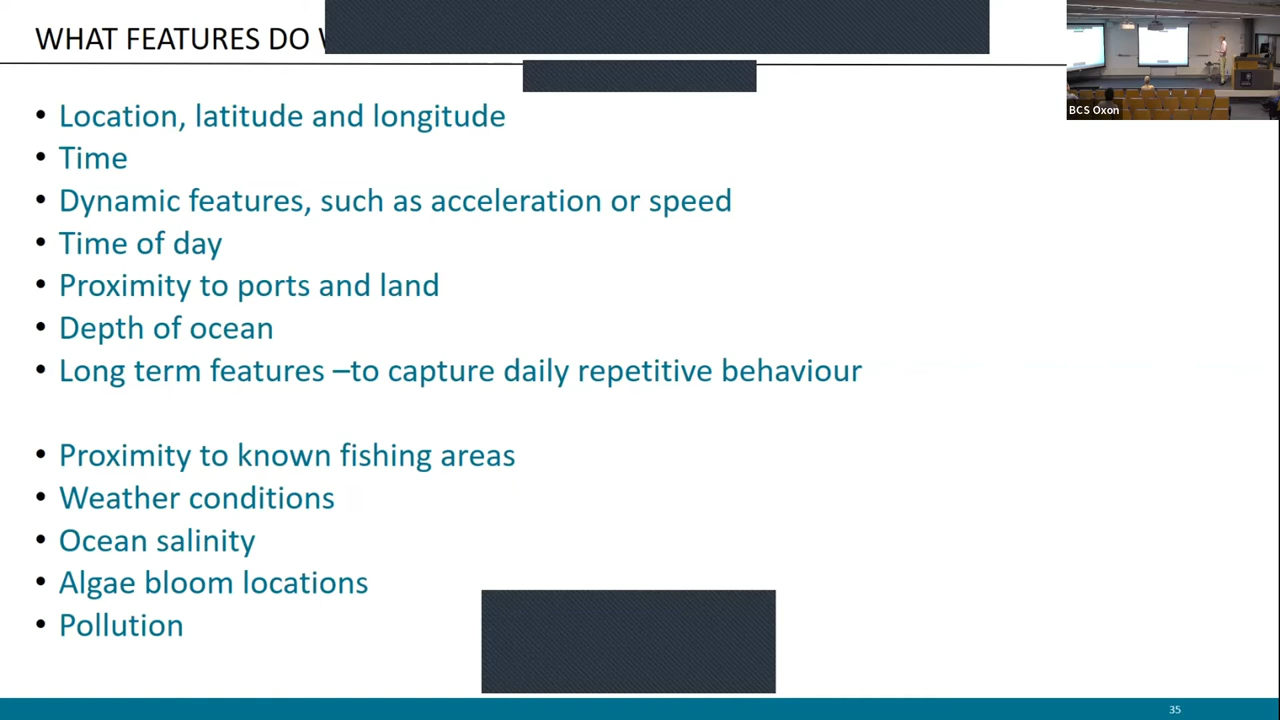 WHAT FEATURES DO
BCS Oxon
• Location, latitude and longitude
• Time
• Dynamic features, such as acceleration or speed
• Time of day
• Proximity to ports and land
• Depth of ocean
• Long term features –to capture daily repetitive behaviour
• Proximity to known fishing areas
• Weather conditions
• Ocean salinity
• Algae bloom locations
• Pollution
35